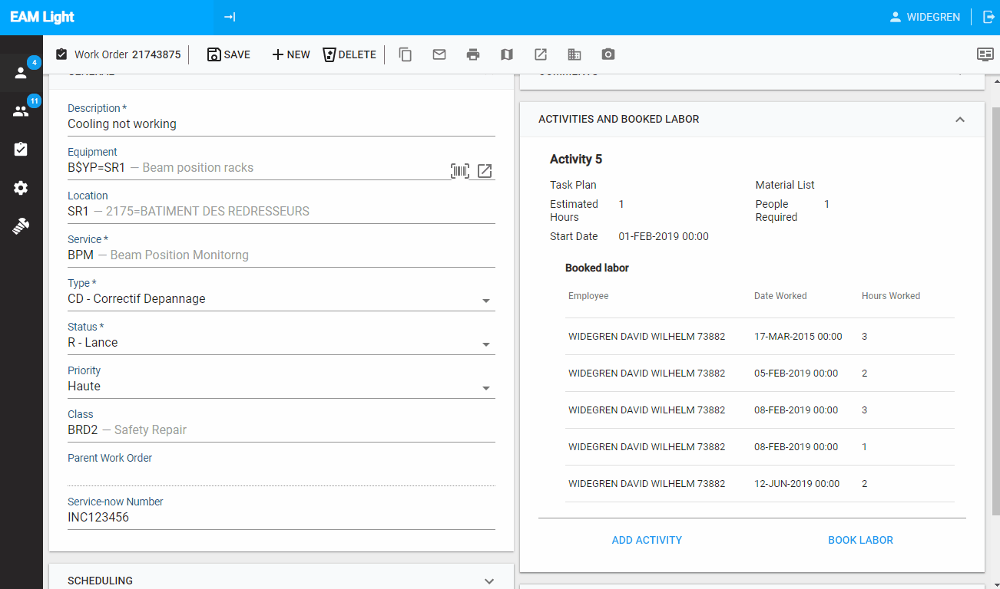 EAM Light
WIDEGREN
Work Order 21743875
SAVE
NEW
DELETE
4
11
GENERAL
Description *
Cooling not working
Equipment
B$YP=SR1 — Beam position racks
Location
SR1 — 2175=BATIMENT DES REDRESSEURS
Service *
BPM — Beam Position Monitorng
Type *
CD - Correctif Depannage
Status *
R - Lance
Priority
Haute
Class
BRD2 — Safety Repair
Parent Work Order
Service-now Number
INC123456
SCHEDULING
COMMENTS
ACTIVITIES AND BOOKED LABOR
Activity 5
Task Plan
Material List
Estimated Hours 1
People Required 1
Start Date 01-FEB-2019 00:00
Booked labor
Employee Date Worked Hours Worked
WIDEGREN DAVID WILHELM 73882 17-MAR-2015 00:00 3
WIDEGREN DAVID WILHELM 73882 05-FEB-2019 00:00 2
WIDEGREN DAVID WILHELM 73882 08-FEB-2019 00:00 3
WIDEGREN DAVID WILHELM 73882 08-FEB-2019 00:00 1
WIDEGREN DAVID WILHELM 73882 12-JUN-2019 00:00 2
ADD ACTIVITY BOOK LABOR